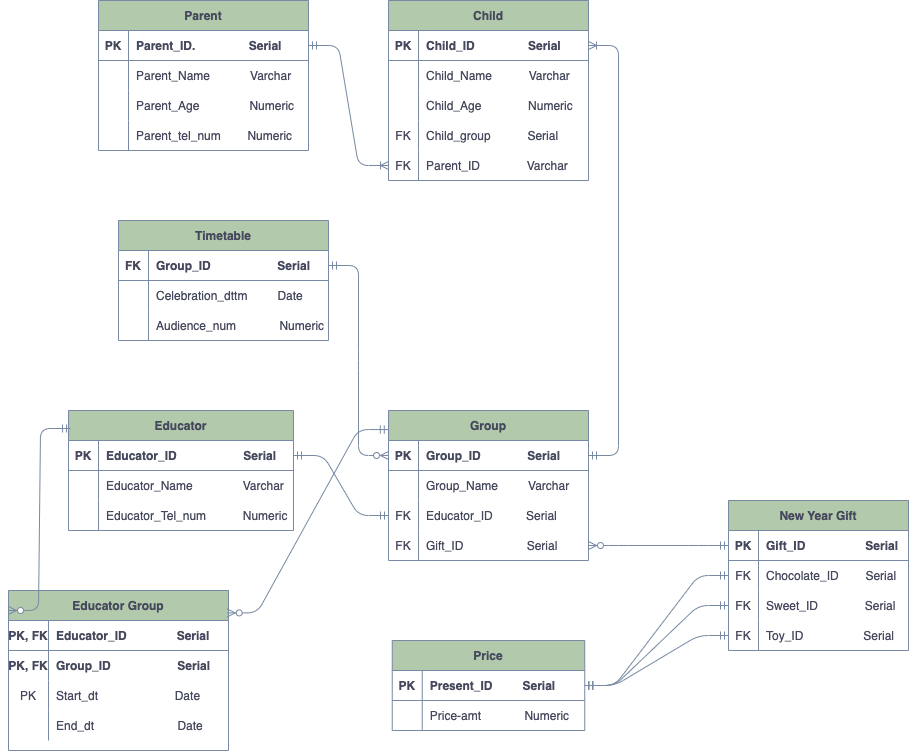 Parent
PK Parent_ID. Serial
Parent_Name Varchar
Parent_Age Numeric
Parent_tel_num Numeric
Child
PK Child_ID Serial
Child_Name Varchar
Child_Age Numeric
FK Child_group Serial
FK Parent_ID Varchar
Timetable
FK Group_ID Serial
Celebration_dttm Date
Audience_num Numeric
Educator
PK Educator_ID Serial
Educator_Name Varchar
Educator_Tel_num Numeric
Group
PK Group_ID Serial
Group_Name Varchar
FK Educator_ID Serial
FK Gift_ID Serial
New Year Gift
PK Gift_ID Serial
FK Chocolate_ID Serial
FK Sweet_ID Serial
FK Toy_ID Serial
Educator Group
PK, FK Educator_ID Serial
PK, FK Group_ID Serial
PK Start_dt Date
End_dt Date
Price
PK Present_ID Serial
Price-amt Numeric